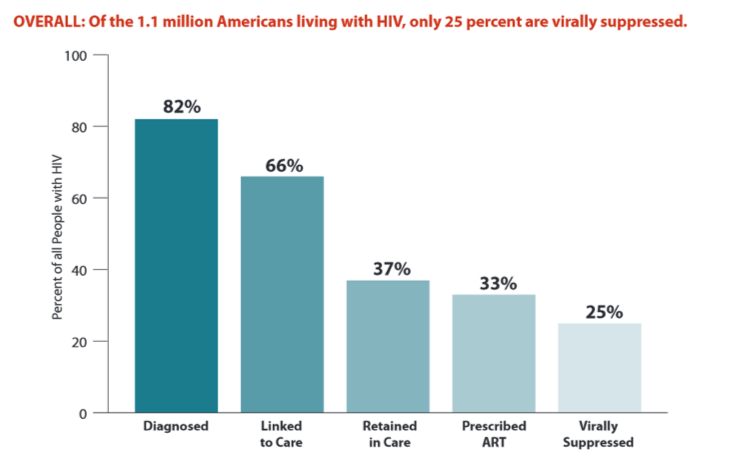 OVERALL: Of the 1.1 million Americans living with HIV, only 25 percent are virally suppressed.
Percent of all People with HIV
100
80
60
40
20
0
82%
66%
37%
33%
25%
Diagnosed
Linked
to Care
Retained
in Care
Prescribed
ART
Virally
Suppressed